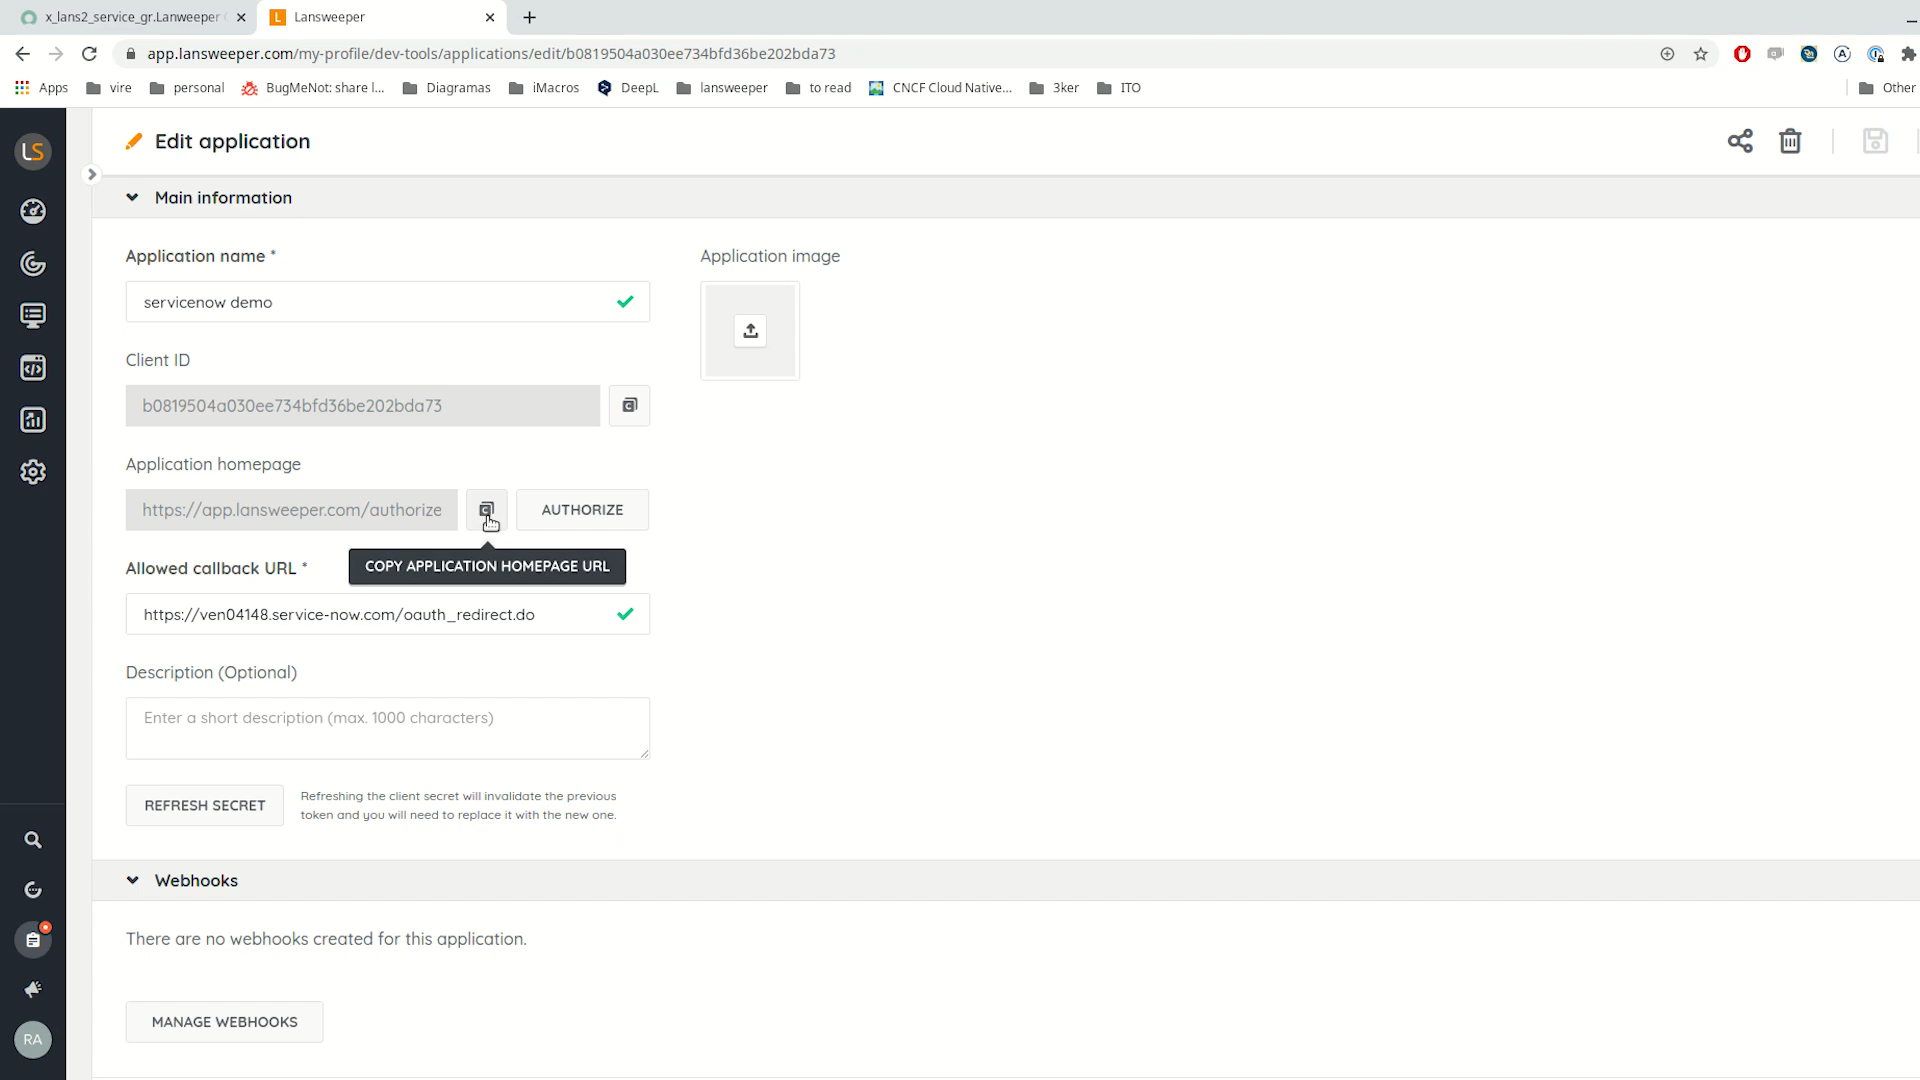 x_lans2_service_gr.Lanweeper
Lansweeper
app.lansweeper.com/my-profile/dev-tools/applications/edit/b0819504a030ee734bfd36be202bda73
Apps vire personal BugMeNot: share l... Diagramas iMacros DeepL lansweeper to read CNCF Cloud Native... 3ker ITO Other
LS
Edit application
Main information
Application name *
Application image
servicenow demo
Client ID
b0819504a030ee734bfd36be202bda73
Application homepage
https://app.lansweeper.com/authorize
AUTHORIZE
Allowed callback URL *
COPY APPLICATION HOMEPAGE URL
https://ven04148.service-now.com/oauth_redirect.do
Description (Optional)
Enter a short description (max. 1000 characters)
REFRESH SECRET
Refreshing the client secret will invalidate the previous
token and you will need to replace it with the new one.
Webhooks
There are no webhooks created for this application.
MANAGE WEBHOOKS
RA